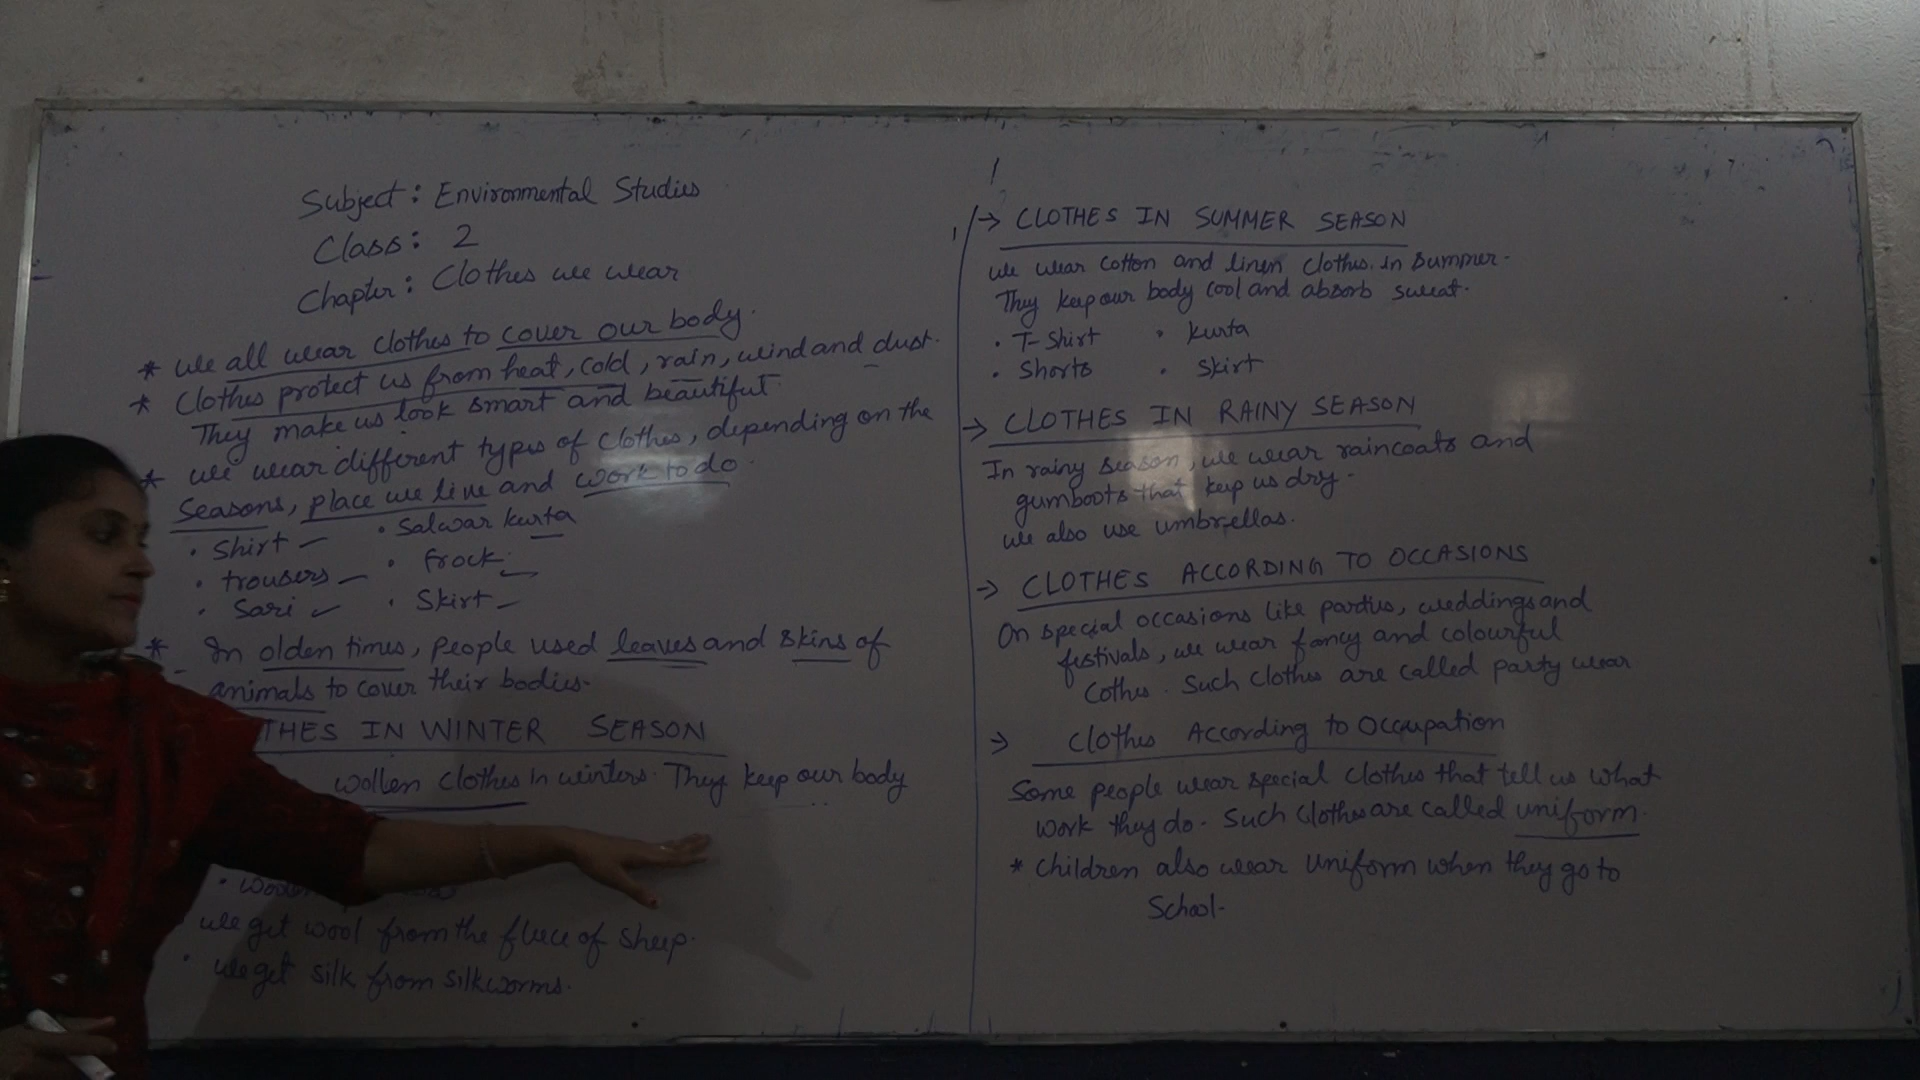 Subject: Environmental Studies
Class: 2
Chapter: Clothes we wear
* We all wear clothes to cover our body.
* Clothes protect us from heat, cold, rain, wind and dust.
They make us look smart and beautiful.
* We wear different types of clothes, depending on the
Seasons, place we live and work to do.
• Shirt
• Salwar kurta
• trousers
• frock
• Sari
• Skirt
* In olden times, people used leaves and skins of
animals to cover their bodies.
THES IN WINTER SEASON
wollen clothes in winters. They keep our body
• we get wool from the fleece of sheep.
• we get silk from silkworms.
→ CLOTHES IN SUMMER SEASON
We wear cotton and linen clothes in summer.
They keep our body cool and absorb sweat.
• T-Shirt • Kurta
• Shorts • Skirt
→ CLOTHES IN RAINY SEASON
In rainy season, we wear raincoats and
gumboots that keep us dry.
We also use umbrellas.
→ CLOTHES ACCORDING TO OCCASIONS
On special occasions like parties, weddings and
festivals, we wear fancy and colourful
Cothes. Such clothes are called party wear
→ Clothes According to Occupation
Some people wear special clothes that tell us what
work they do. Such clothes are called uniform.
* Children also wear uniform when they go to
School.